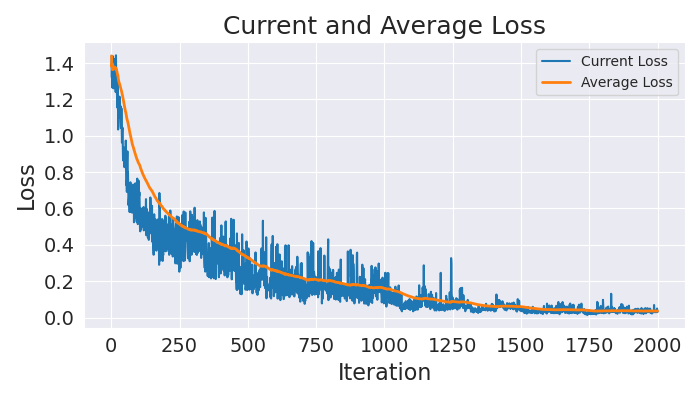 Current and Average Loss
Current Loss
Average Loss
Loss
1.4
1.2
1.0
0.8
0.6
0.4
0.2
0.0
0 250 500 750 1000 1250 1500 1750 2000
Iteration